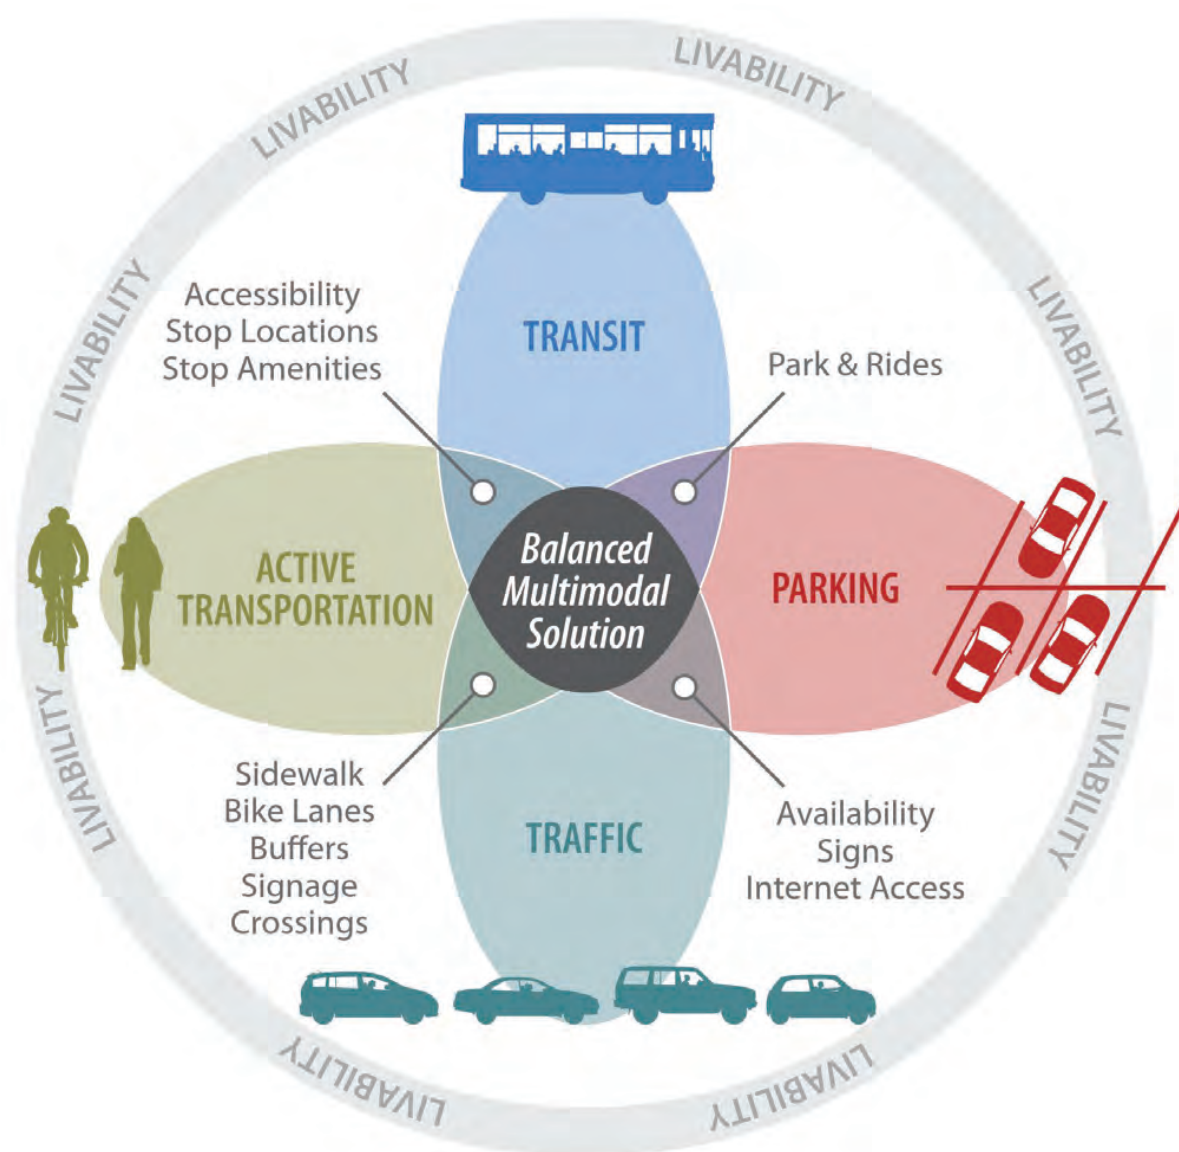 LIVABILITY
LIVABILITY
LIVABILITY
LIVABILITY
Accessibility
Stop Locations
Stop Amenities
TRANSIT
Park & Rides
ACTIVE
TRANSPORTATION
Balanced
Multimodal
Solution
PARKING
LIVABILITY
LIVABILITY
Sidewalk
Bike Lanes
Buffers
Signage
Crossings
TRAFFIC
Availability
Signs
Internet Access
LIVABILITY
LIVABILITY